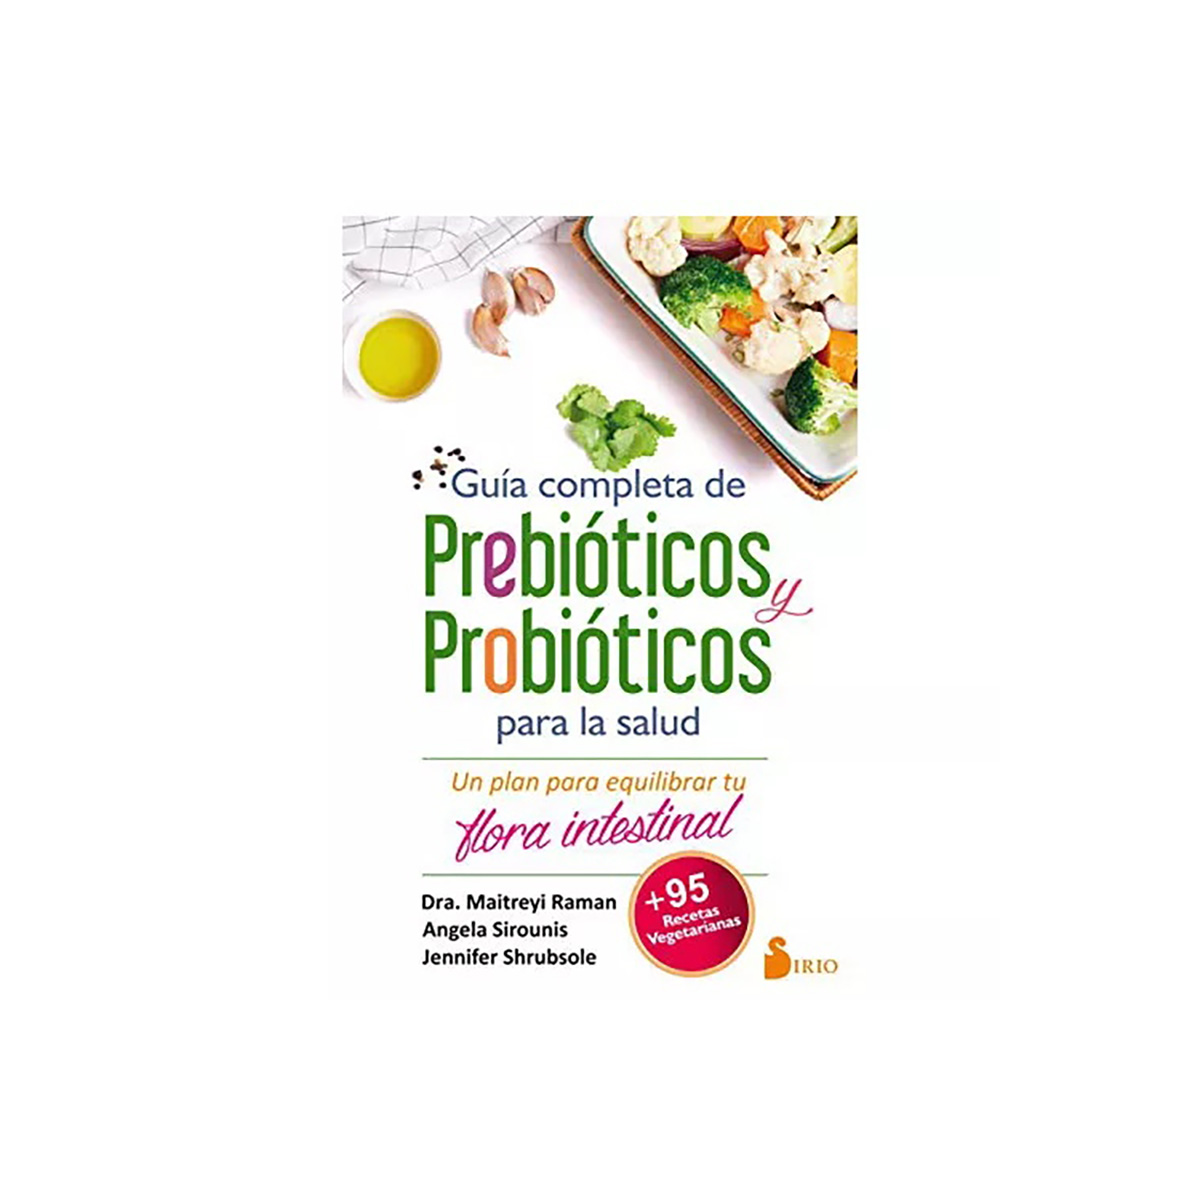 Guía completa de
Prebióticos y
Probióticos
para la salud
Un plan para equilibrar tu
flora intestinal
Dra. Maitreyi Raman
Angela Sirounis
Jennifer Shrubsole
+95
Recetas
Vegetarianas
SIRIO